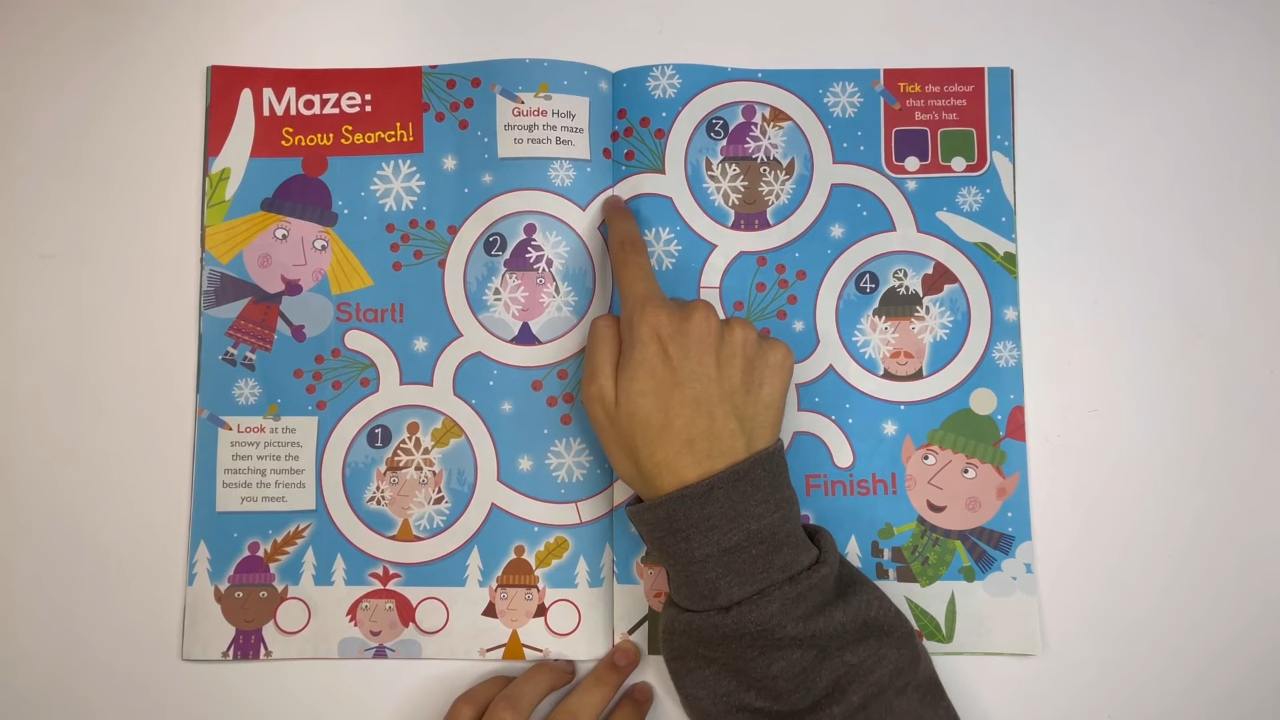 Maze:
Snow Search!
Guide Holly
through the maze
to reach Ben.
Tick the colour
that matches
Ben's hat.
3
2
4
Start!
1
Look at the
snowy pictures,
then write the
matching number
beside the friends
you meet.
Finish!